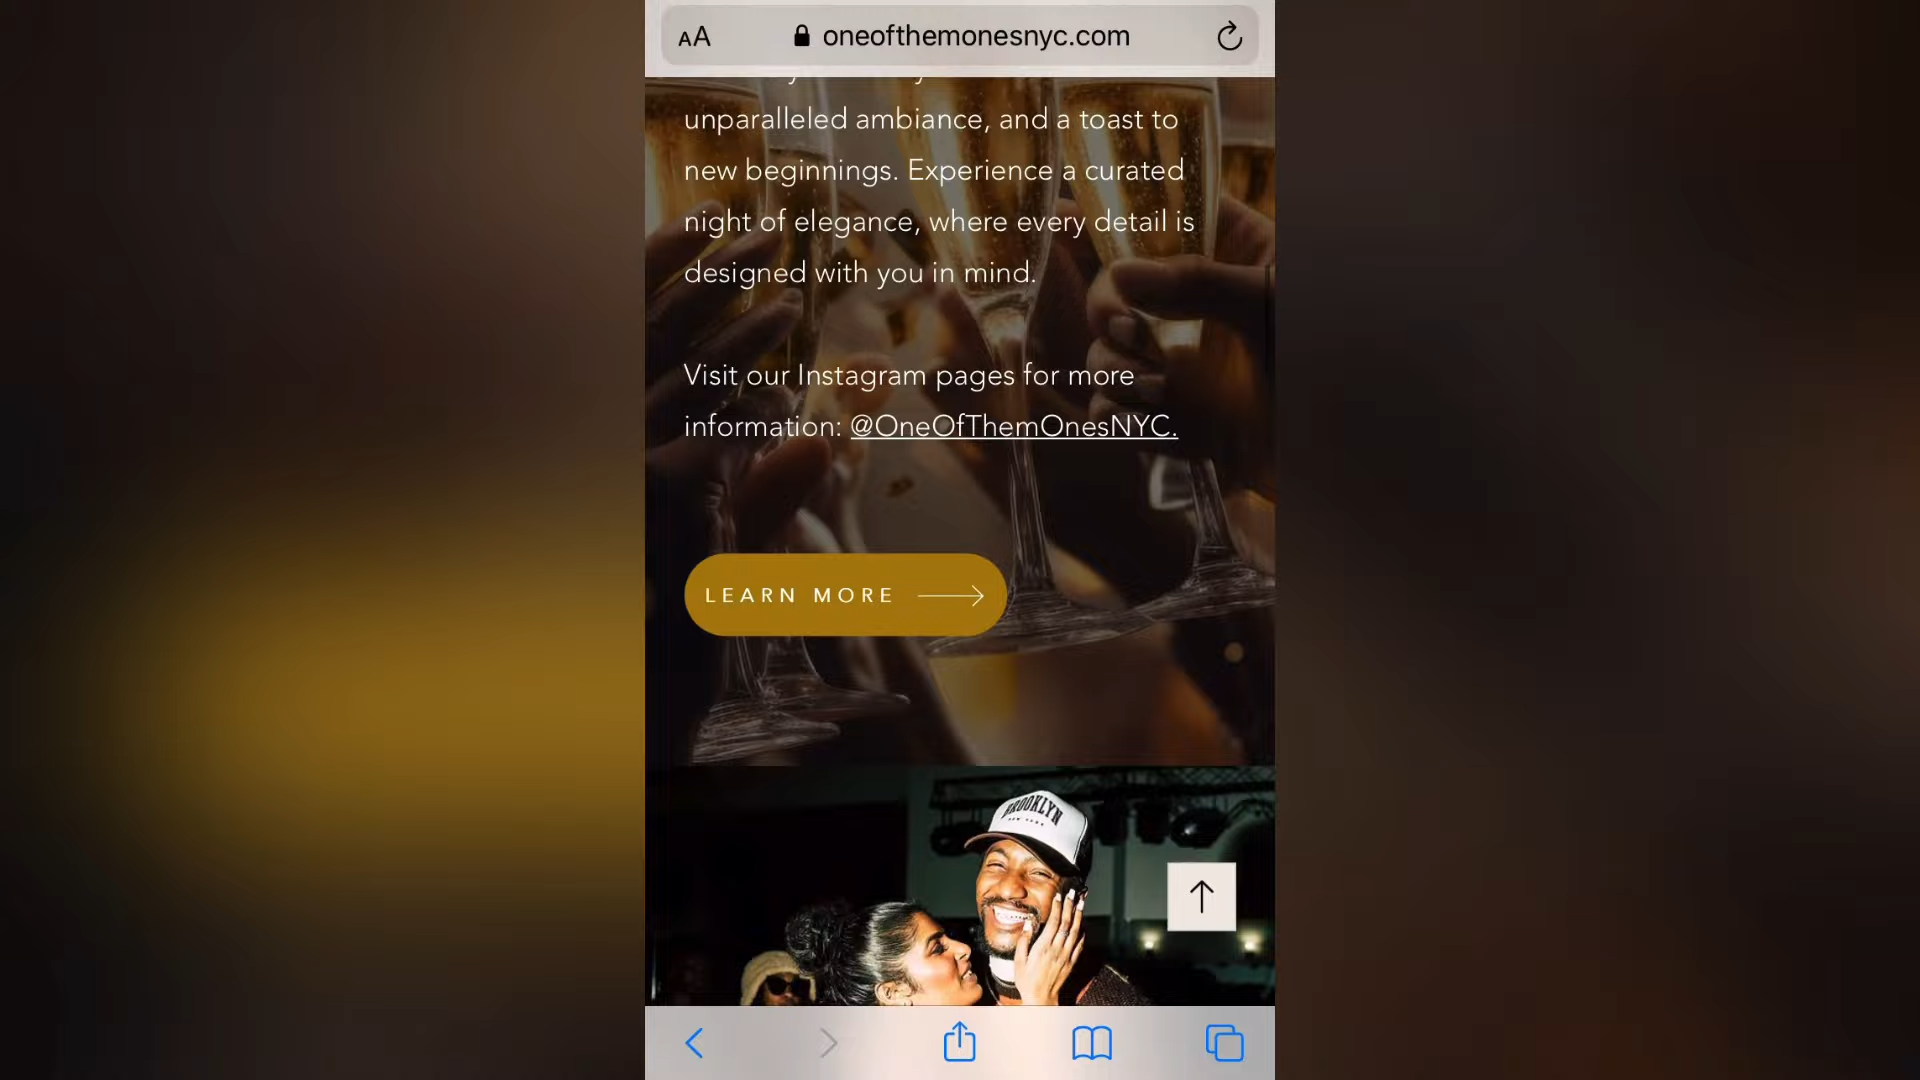 AA oneofthemonesnyc.com
unparalleled ambiance, and a toast to
new beginnings. Experience a curated
night of elegance, where every detail is
designed with you in mind.
Visit our Instagram pages for more
information: @OneOfThemOnesNYC.
LEARN MORE
BROOKLYN